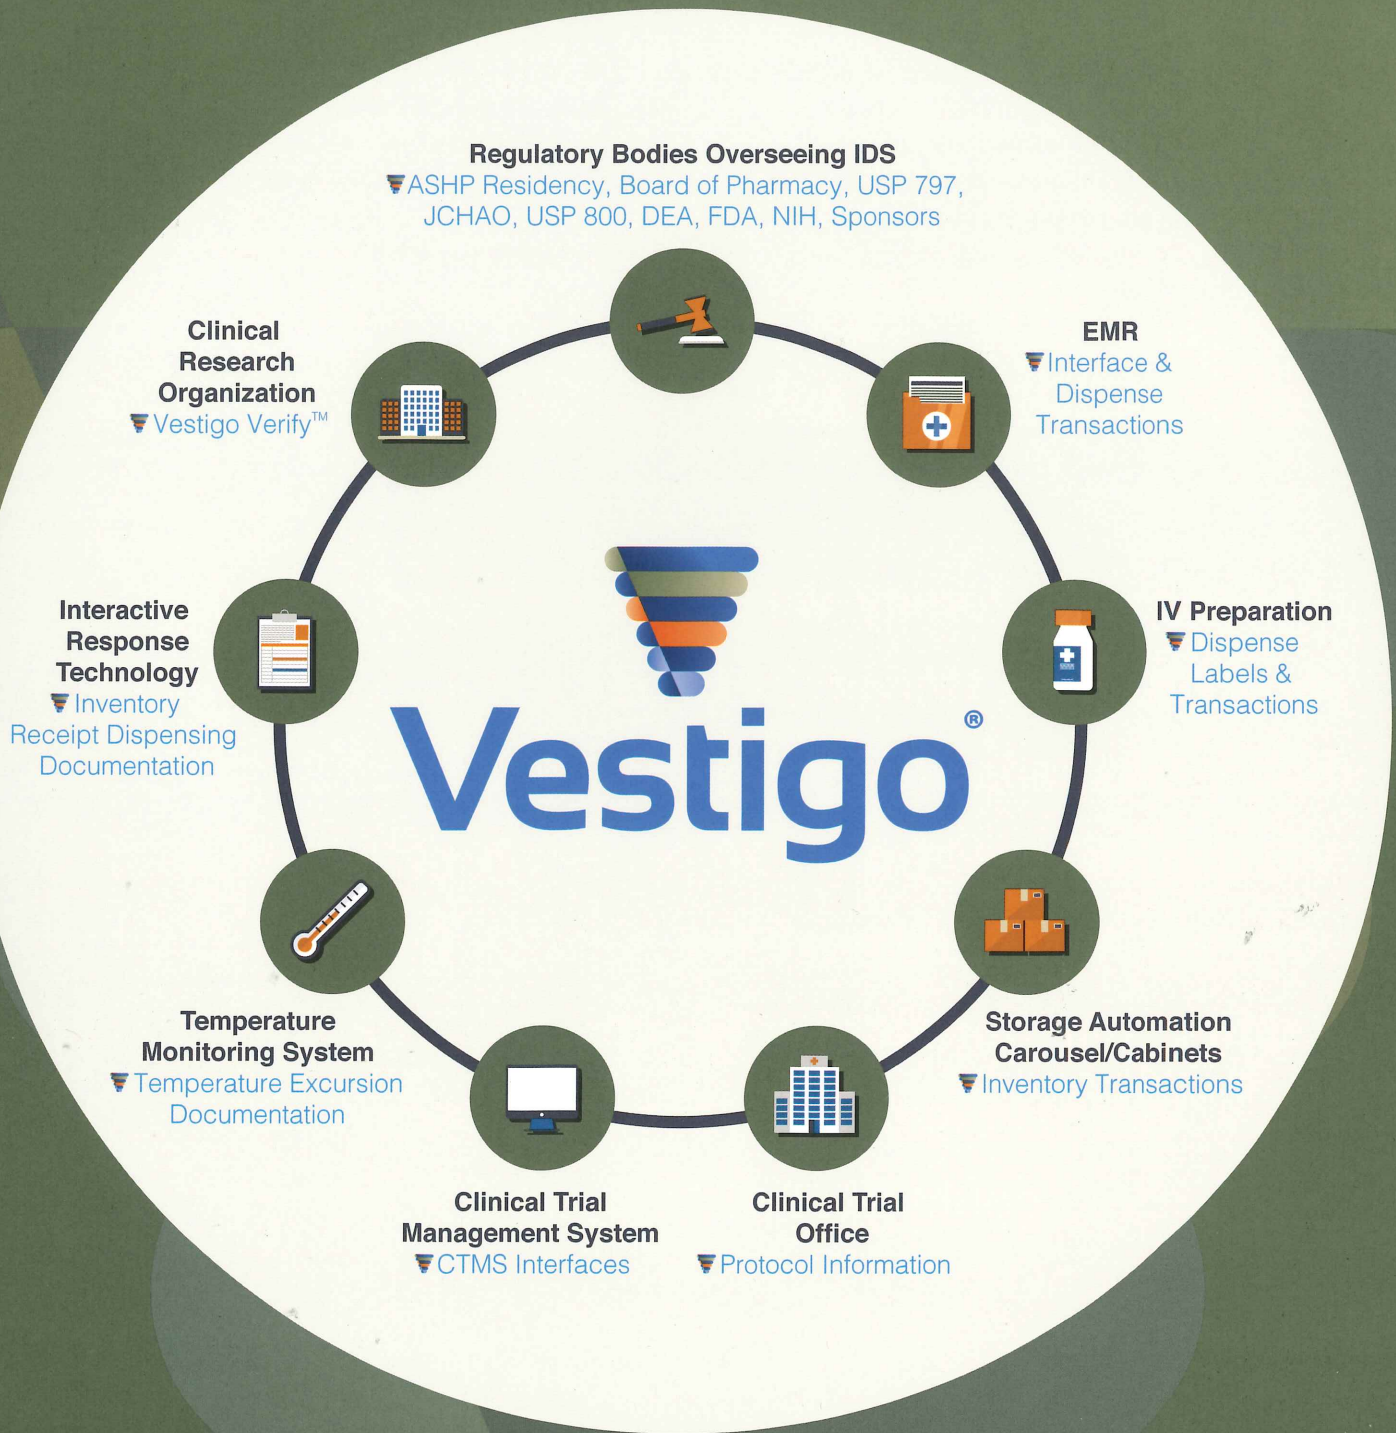 Regulatory Bodies Overseeing IDS
ASHP Residency, Board of Pharmacy, USP 797,
JCHAO, USP 800, DEA, FDA, NIH, Sponsors
EMR
Interface &
Dispense
Transactions
IV Preparation
Dispense
Labels &
Transactions
Storage Automation
Carousel/Cabinets
Inventory Transactions
Clinical Trial
Office
Protocol Information
Clinical Trial
Management System
CTMS Interfaces
Temperature
Monitoring System
Temperature Excursion
Documentation
Interactive
Response
Technology
Inventory
Receipt Dispensing
Documentation
Clinical
Research
Organization
Vestigo Verify™
Vestigo®